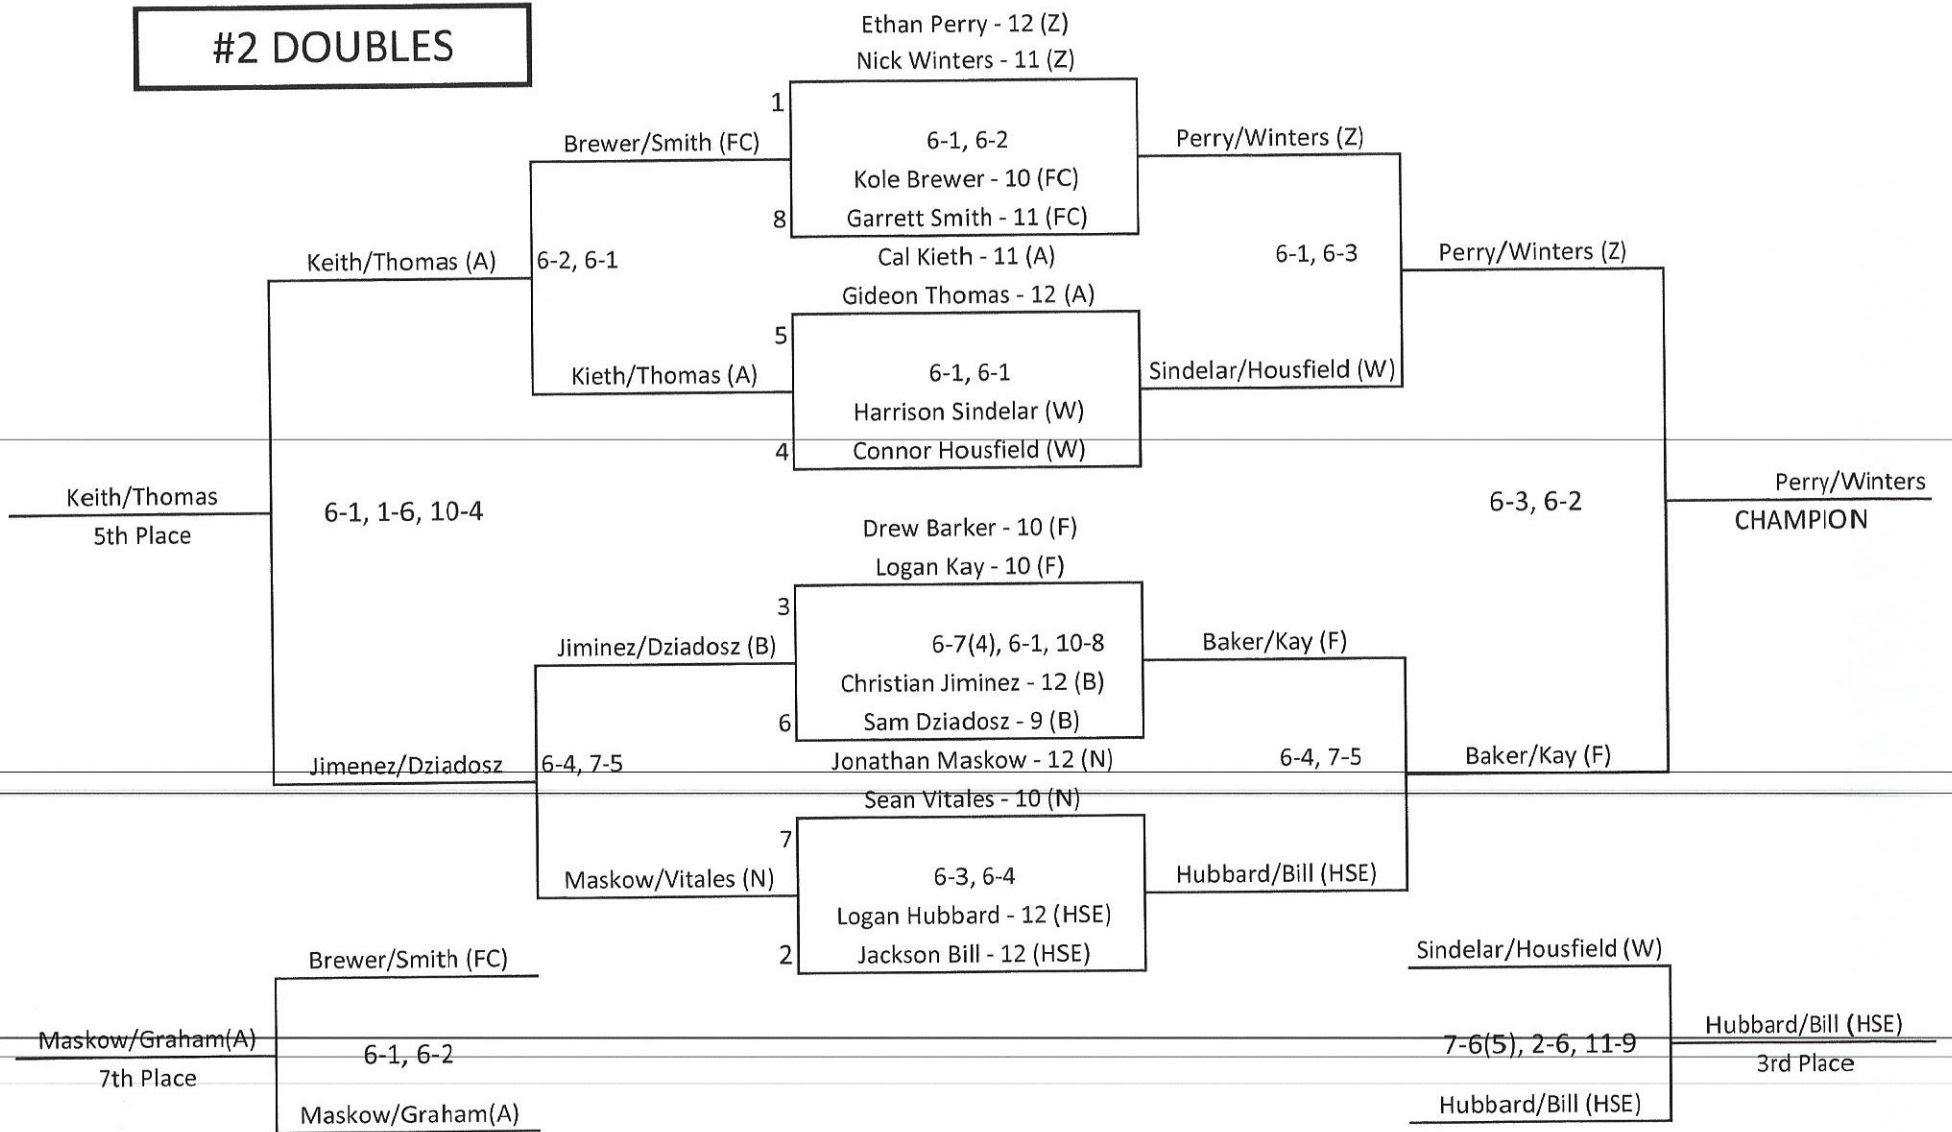 #2 DOUBLES
Ethan Perry - 12 (Z)
Nick Winters - 11 (Z)
1
Brewer/Smith (FC)
6-1, 6-2
Perry/Winters (Z)
Kole Brewer - 10 (FC)
8
Garrett Smith - 11 (FC)
Keith/Thomas (A)
6-2, 6-1
Cal Kieth - 11 (A)
6-1, 6-3
Perry/Winters (Z)
Gideon Thomas - 12 (A)
5
Kieth/Thomas (A)
6-1, 6-1
Sindelar/Housfield (W)
Harrison Sindelar (W)
4
Connor Housfield (W)
Keith/Thomas
5th Place
6-1, 1-6, 10-4
6-3, 6-2
Perry/Winters
CHAMPION
Drew Barker - 10 (F)
Logan Kay - 10 (F)
3
Jiminez/Dziadosz (B)
6-7(4), 6-1, 10-8
Baker/Kay (F)
Christian Jiminez - 12 (B)
6
Sam Dziadosz - 9 (B)
Jimenez/Dziadosz
6-4, 7-5
Jonathan Maskow - 12 (N)
6-4, 7-5
Baker/Kay (F)
Sean Vitales - 10 (N)
7
Maskow/Vitales (N)
6-3, 6-4
Hubbard/Bill (HSE)
Logan Hubbard - 12 (HSE)
2
Jackson Bill - 12 (HSE)
Brewer/Smith (FC)
Sindelar/Housfield (W)
Maskow/Graham(A)
7th Place
6-1, 6-2
7-6(5), 2-6, 11-9
Hubbard/Bill (HSE)
3rd Place
Maskow/Graham(A)
Hubbard/Bill (HSE)